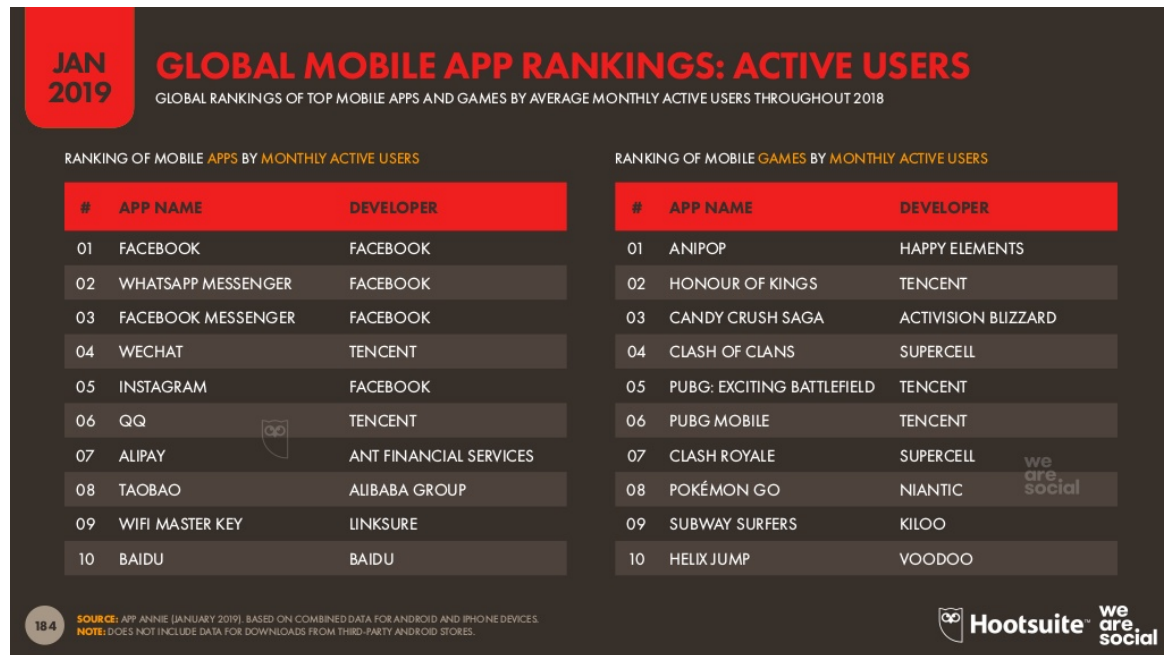 JAN
2019
GLOBAL MOBILE APP RANKINGS: ACTIVE USERS
GLOBAL RANKINGS OF TOP MOBILE APPS AND GAMES BY AVERAGE MONTHLY ACTIVE USERS THROUGHOUT 2018
RANKING OF MOBILE APPS BY MONTHLY ACTIVE USERS
# APP NAME DEVELOPER
01 FACEBOOK FACEBOOK
02 WHATSAPP MESSENGER FACEBOOK
03 FACEBOOK MESSENGER FACEBOOK
04 WECHAT TENCENT
05 INSTAGRAM FACEBOOK
06 QQ TENCENT
07 ALIPAY ANT FINANCIAL SERVICES
08 TAOBAO ALIBABA GROUP
09 WIFI MASTER KEY LINKSURE
10 BAIDU BAIDU
RANKING OF MOBILE GAMES BY MONTHLY ACTIVE USERS
# APP NAME DEVELOPER
01 ANIPOP HAPPY ELEMENTS
02 HONOUR OF KINGS TENCENT
03 CANDY CRUSH SAGA ACTIVISION BLIZZARD
04 CLASH OF CLANS SUPERCELL
05 PUBG: EXCITING BATTLEFIELD TENCENT
06 PUBG MOBILE TENCENT
07 CLASH ROYALE SUPERCELL
08 POKÉMON GO NIANTIC
09 SUBWAY SURFERS KILOO
10 HELIX JUMP VOODOO
we
are.
social
184
SOURCE: APP ANNIE (JANUARY 2019). BASED ON COMBINED DATA FOR ANDROID AND IPHONE DEVICES.
NOTE: DOES NOT INCLUDE DATA FOR DOWNLOADS FROM THIRD-PARTY ANDROID STORES.
Hootsuite™
we
are.
social